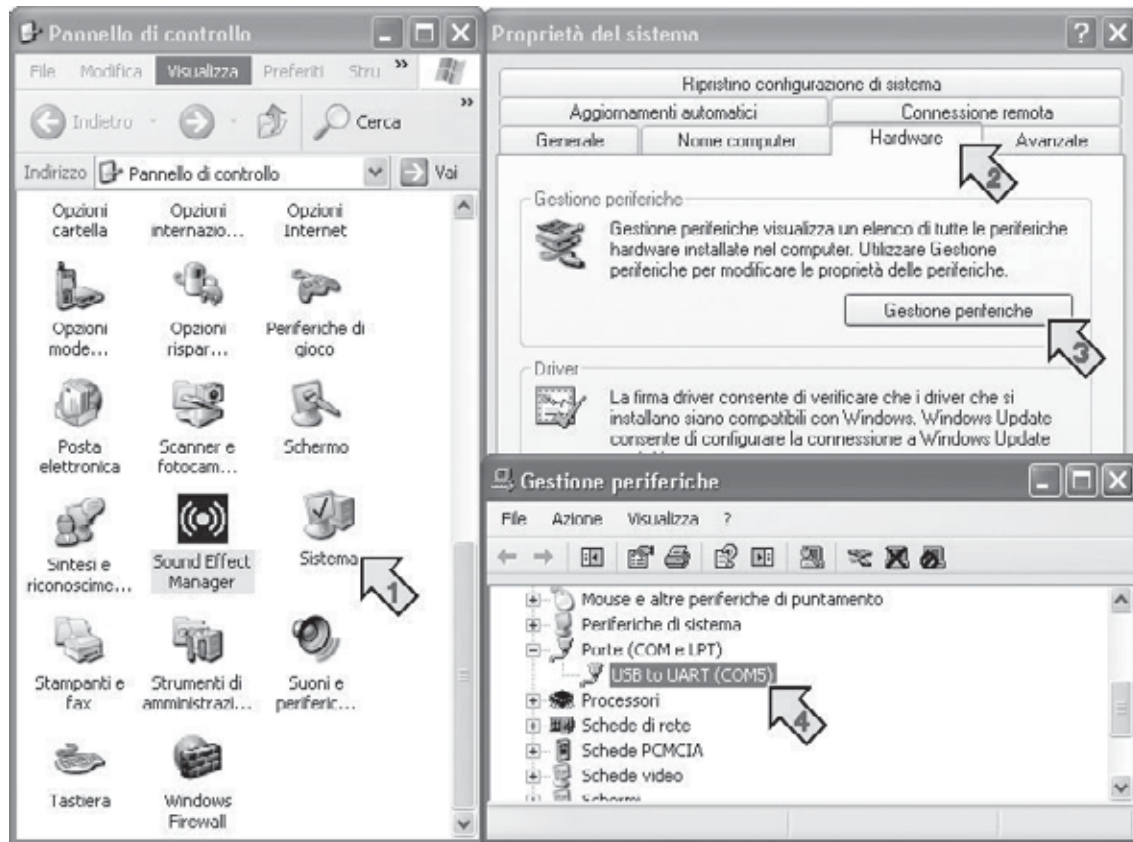 Pannello di controllo
File Modifica Visualizza Preferiti Stru »
Indietro Cerca »
Indirizzo Pannello di controllo Vai
Opzioni cartella
Opzioni internazio...
Opzioni Internet
Opzioni mode...
Opzioni rispar...
Periferiche di gioco
Posta elettronica
Scanner e fotocam...
Schermo
Sintesi e riconoscime...
Sound Effect Manager
Sistema
1
Stampanti e fax
Strumenti di amministrazi...
Suoni e periferic...
Tastiera
Windows Firewall
Proprietà del sistema
Ripristino configurazione di sistema
Aggiornamenti automatici Connessione remota
Generale Nome computer Hardware Avanzate
2
Gestione periferiche
Gestione periferiche visualizza un elenco di tutte le periferiche
hardware installate nel computer. Utilizzare Gestione
periferiche per modificare le proprietà delle periferiche.
Gestione periferiche
3
Driver
La firma driver consente di verificare che i driver che si
installano siano compatibili con Windows. Windows Update
consente di configurare la connessione a Windows Update
Gestione periferiche
File Azione Visualizza ?
Mouse e altre periferiche di puntamento
Periferiche di sistema
Porte (COM e LPT)
USB to UART (COM5)
4
Processori
Schede di rete
Schede PCMCIA
Schede video
Schermi